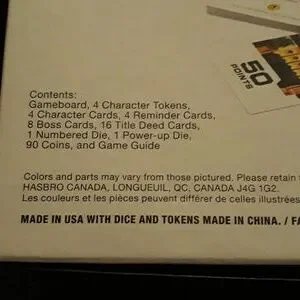 50
POINTS
Contents:
Gameboard, 4 Character Tokens,
4 Character Cards, 4 Reminder Cards,
8 Boss Cards, 16 Title Deed Cards,
1 Numbered Die, 1 Power-up Die,
90 Coins, and Game Guide
Colors and parts may vary from those pictured. Please retain
HASBRO CANADA, LONGUEUIL, QC, CANADA J4G 1G2.
Les couleurs et les pièces peuvent différer de celles illustrées
MADE IN USA WITH DICE AND TOKENS MADE IN CHINA. / FA